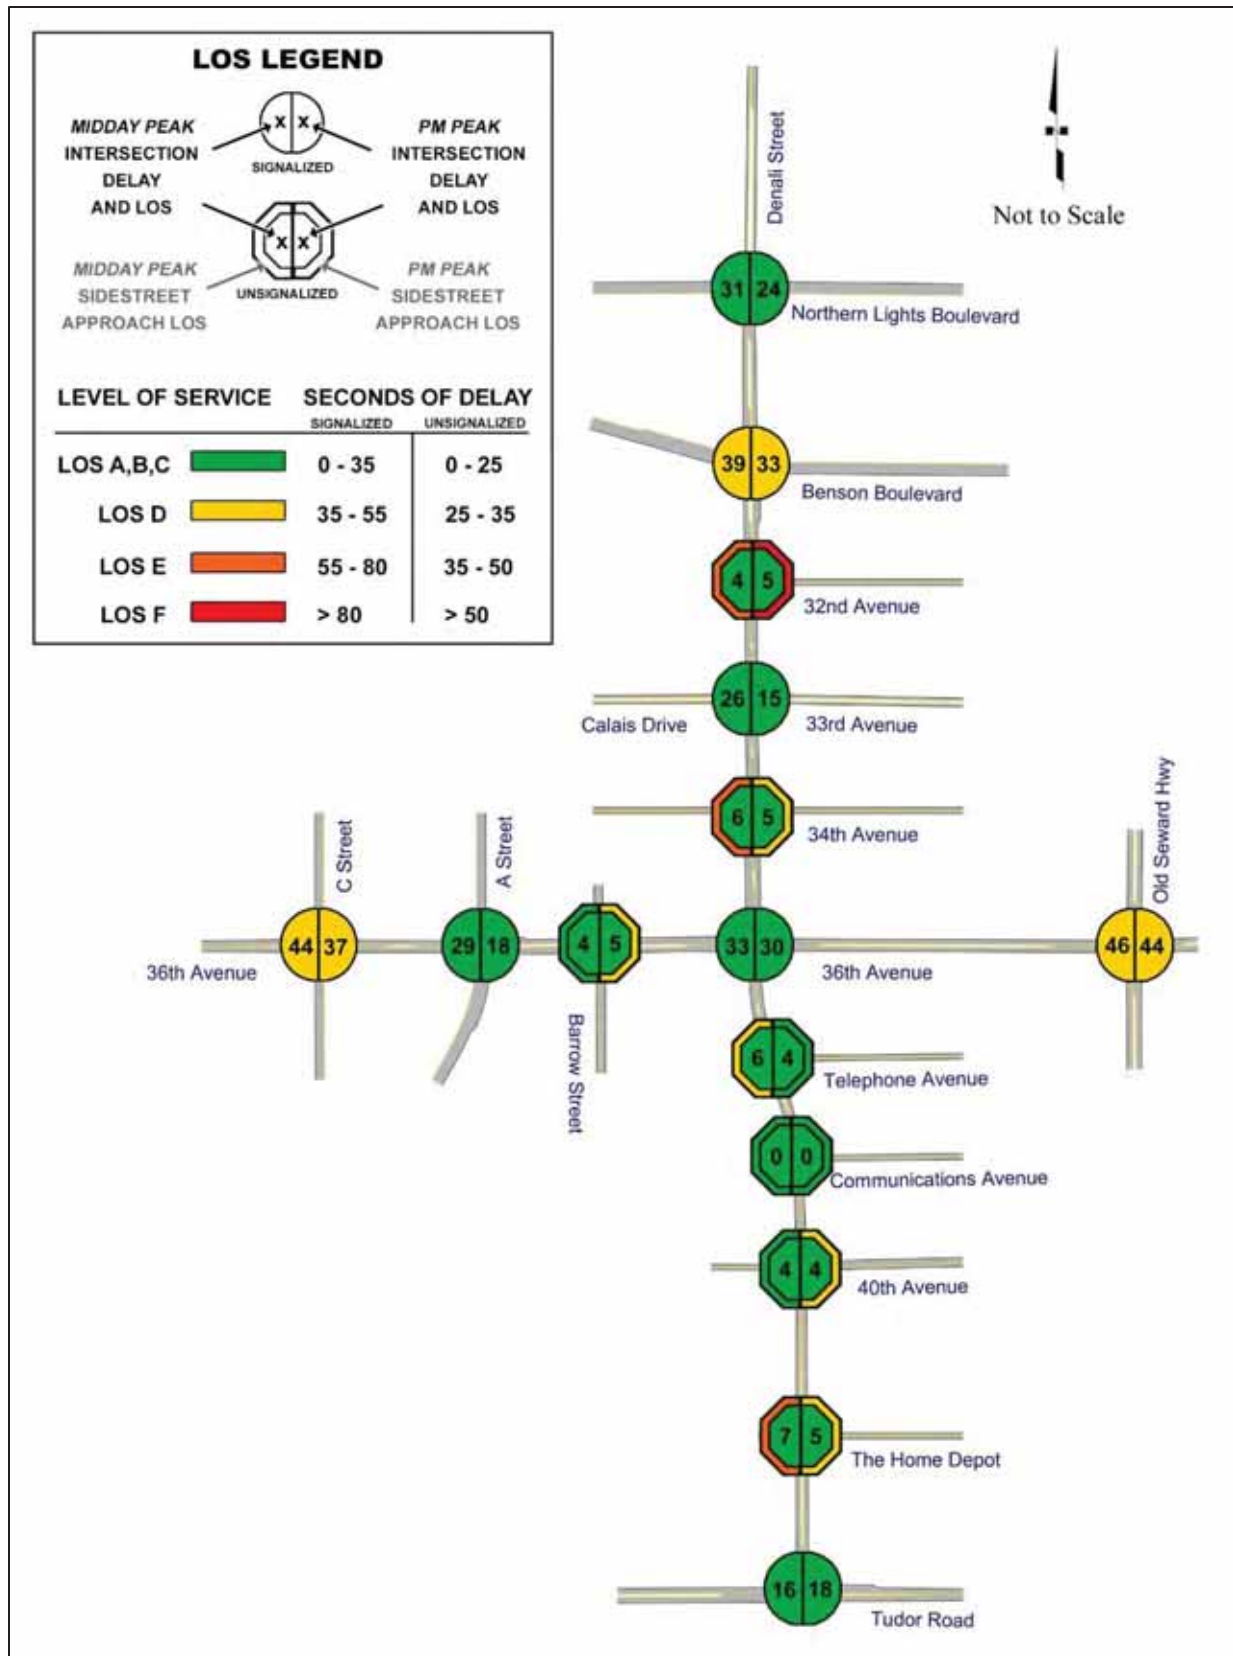 LOS LEGEND
MIDDAY PEAK
INTERSECTION
DELAY
AND LOS
X X
SIGNALIZED
PM PEAK
INTERSECTION
DELAY
AND LOS
X X
UNSIGNALIZED
MIDDAY PEAK
SIDESTREET
APPROACH LOS
PM PEAK
SIDESTREET
APPROACH LOS
LEVEL OF SERVICE SECONDS OF DELAY
SIGNALIZED UNSIGNALIZED
LOS A,B,C 0 - 35 0 - 25
LOS D 35 - 55 25 - 35
LOS E 55 - 80 35 - 50
LOS F > 80 > 50
Not to Scale
Denali Street
31 24
Northern Lights Boulevard
39 33
Benson Boulevard
4 5
32nd Avenue
26 15
Calais Drive
33rd Avenue
6 5
34th Avenue
C Street
A Street
Old Seward Hwy
44 37
29 18
4 5
33 30
46 44
36th Avenue
36th Avenue
Barrow Street
6 4
Telephone Avenue
0 0
Communications Avenue
4 4
40th Avenue
7 5
The Home Depot
16 18
Tudor Road